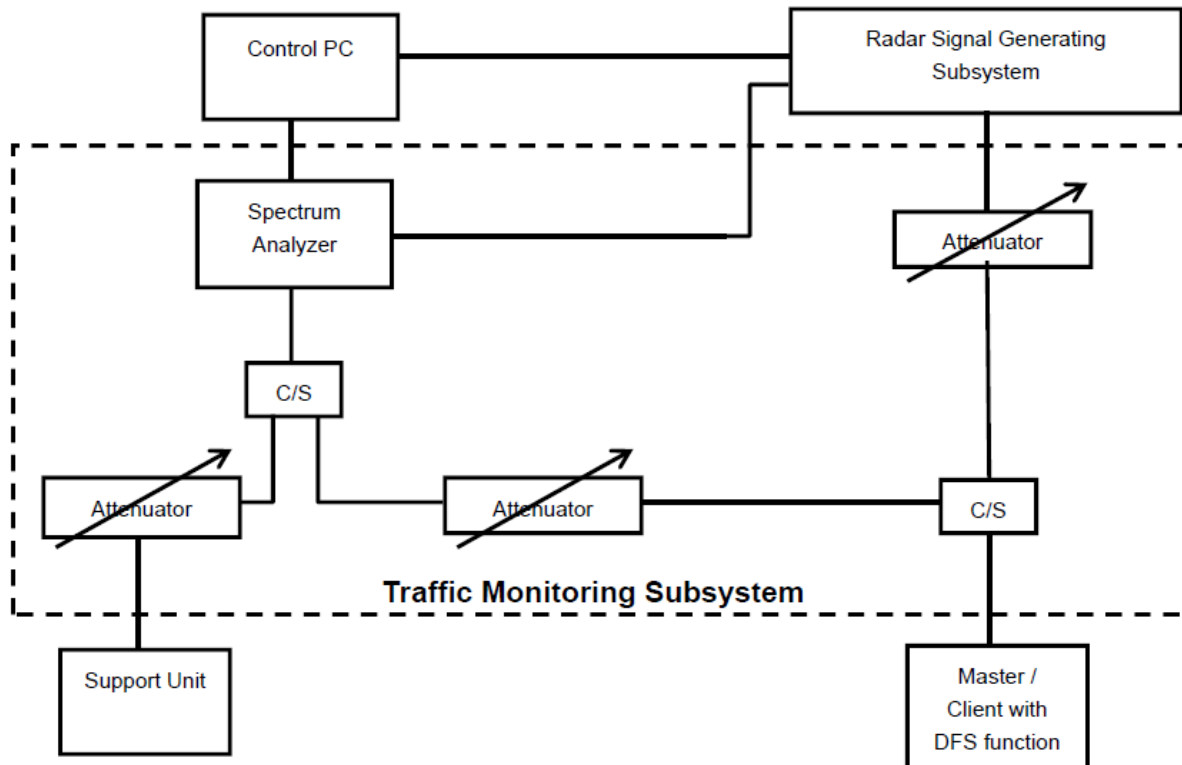 Control PC
Radar Signal Generating
Subsystem
Spectrum
Analyzer
Attenuator
C/S
Attenuator
Attenuator
C/S
Traffic Monitoring Subsystem
Support Unit
Master /
Client with
DFS function